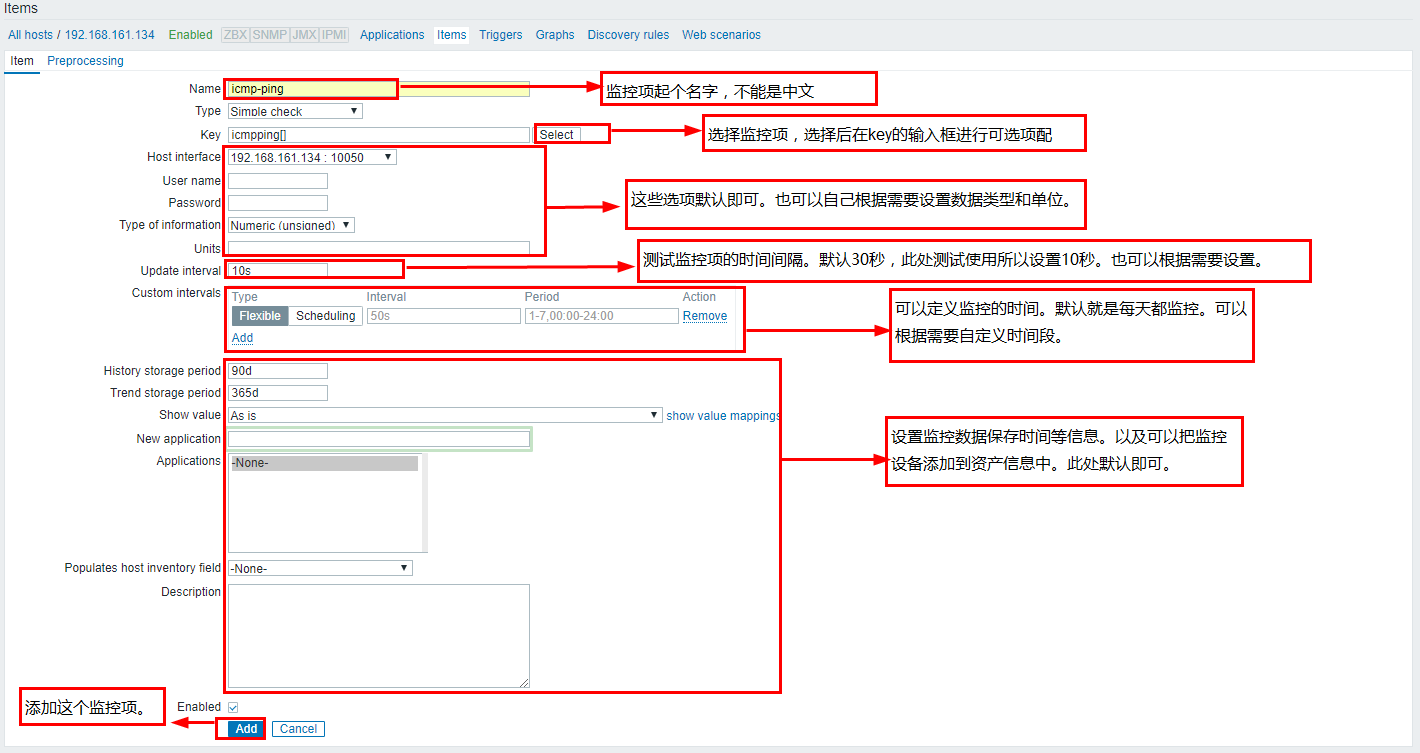 Items
All hosts / 192.168.161.134 Enabled ZBX SNMP JMX IPMI Applications Items Triggers Graphs Discovery rules Web scenarios
Item Preprocessing
Name icmp-ping
监控项起个名字，不能是中文
Type Simple check
Key icmpping[] Select
选择监控项，选择后在key的输入框进行可选项配
Host interface 192.168.161.134 : 10050
User name
Password
这些选项默认即可。也可以自己根据需要设置数据类型和单位。
Type of information Numeric (unsigned)
Units
Update interval 10s
测试监控项的时间间隔。默认30秒，此处测试使用所以设置10秒。也可以根据需要设置。
Custom intervals Type Interval Period Action
Flexible Scheduling 50s 1-7,00:00-24:00 Remove
Add
可以定义监控的时间。默认就是每天都监控。可以
根据需要自定义时间段。
History storage period 90d
Trend storage period 365d
Show value As is show value mappings
New application
Applications -None-
设置监控数据保存时间等信息。以及可以把监控
设备添加到资产信息中。此处默认即可。
Populates host inventory field -None-
Description
添加这个监控项。
Enabled
Add Cancel